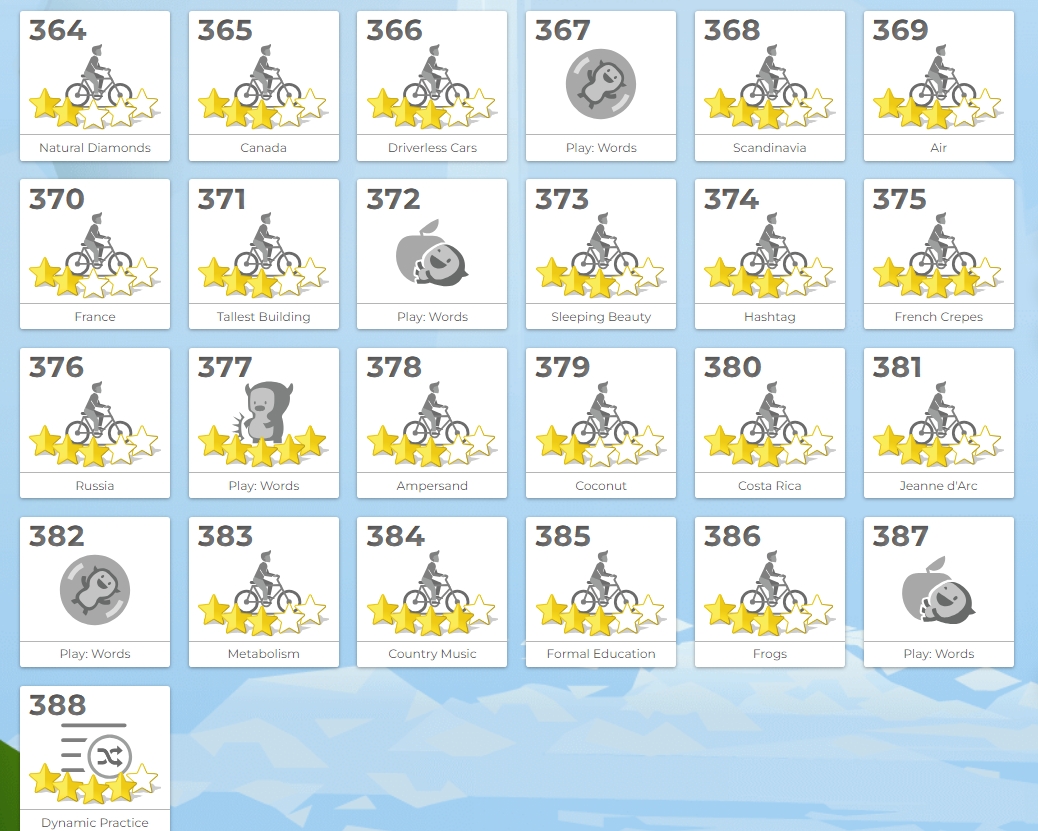 364 365 366 367 368 369
Natural Diamonds Canada Driverless Cars Play: Words Scandinavia Air
370 371 372 373 374 375
France Tallest Building Play: Words Sleeping Beauty Hashtag French Crepes
376 377 378 379 380 381
Russia Play: Words Ampersand Coconut Costa Rica Jeanne d'Arc
382 383 384 385 386 387
Play: Words Metabolism Country Music Formal Education Frogs Play: Words
388
Dynamic Practice